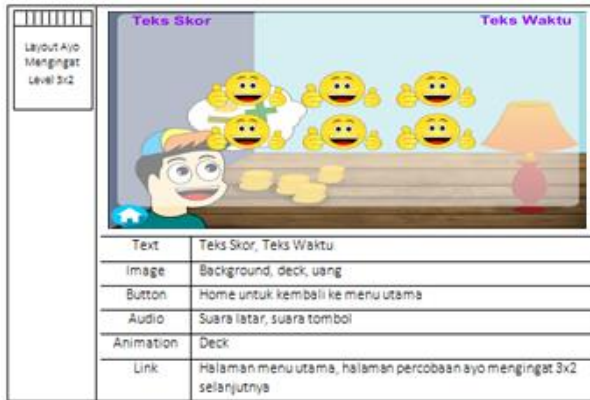 Layout Ayo
Mengingat
Level 3x2
Teks Skor
Teks Waktu
Text
Teks Skor, Teks Waktu
Image
Background, deck, uang
Button
Home untuk kembali ke menu utama
Audio
Suara latar, suara tombol
Animation
Deck
Link
Halaman menu utama, halaman percobaan ayo mengingat 3x2
selanjutnya